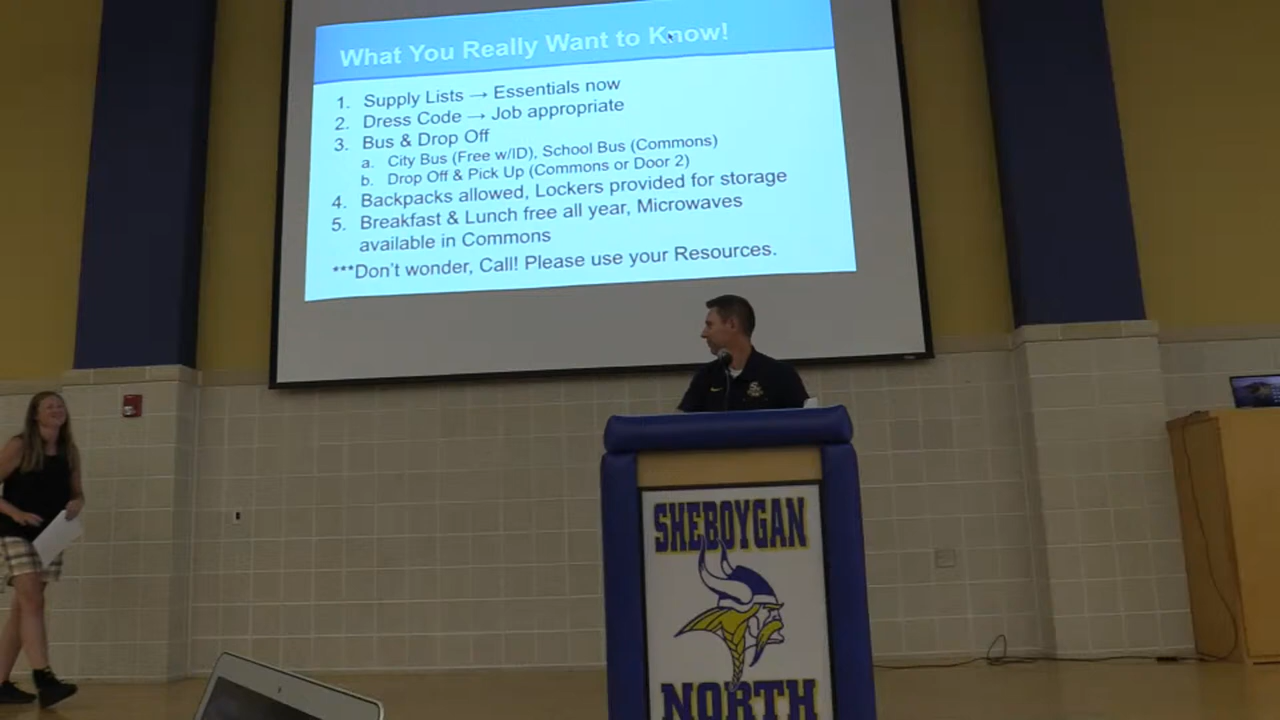 What You Really Want to Know!
1. Supply Lists → Essentials now
2. Dress Code → Job appropriate
3. Bus & Drop Off
a. City Bus (Free w/ID), School Bus (Commons)
b. Drop Off & Pick Up (Commons or Door 2)
4. Backpacks allowed, Lockers provided for storage
5. Breakfast & Lunch free all year, Microwaves
available in Commons
***Don't wonder, Call! Please use your Resources.
SHEBOYGAN
NORTH